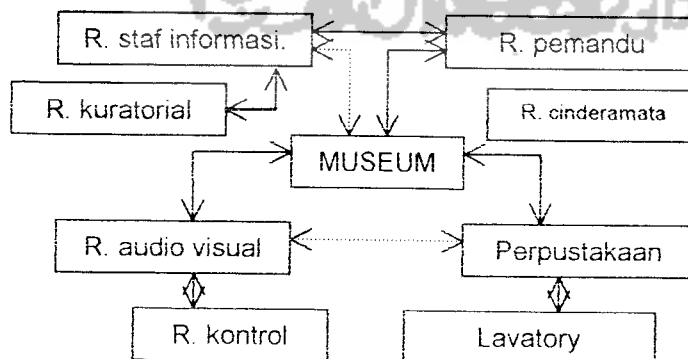 R. staf informasi.
R. pemandu
R. kuratorial
R. cinderamata
MUSEUM
R. audio visual
Perpustakaan
R. kontrol
Lavatory